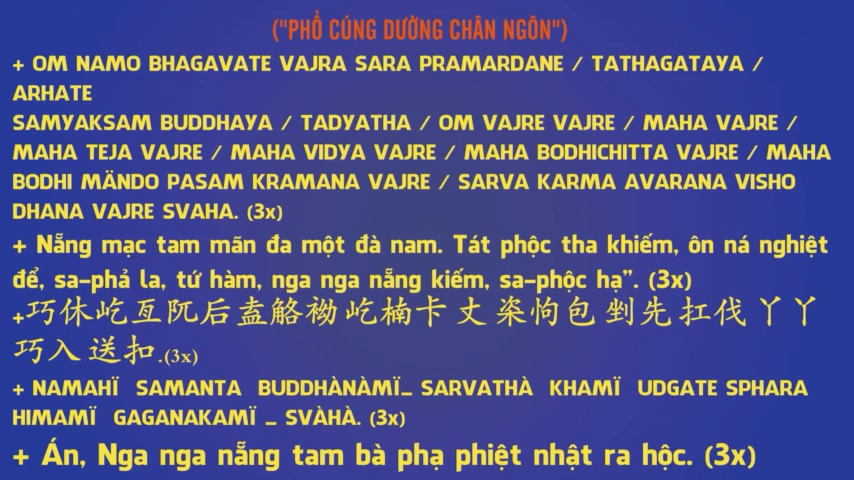 ("PHỔ CÚNG DƯỜNG CHÂN NGÔN")
+ OM NAMO BHAGAVATE VAJRA SARA PRAMARDANE / TATHAGATAYA /
ARHATE
SAMYAKSAM BUDDHAYA / TADYATHA / OM VAJRE VAJRE / MAHA VAJRE /
MAHA TEJA VAJRE / MAHA VIDYA VAJRE / MAHA BODHICHITTA VAJRE / MAHA
BODHI MÄNDO PASAM KRAMANA VAJRE / SARVA KARMA AVARANA VISHO
DHANA VAJRE SVAHA. (3x)
+ Nẵng mạc tam mãn đa một đà nam. Tát phộc tha khiếm, ôn ná nghiệt
để, sa-phả la, tứ hàm, nga nga nẵng kiếm, sa-phộc hạ”. (3x)
+巧休屹亙阮后盍觡袎屹楠卡丈桼怐包剉先扛伐丫丫
巧入送扣.(3x)
+ NAMAHÏ SAMANTA BUDDHÀNÀMÏ_ SARVATHÀ KHAMÏ UDGATE SPHARA
HIMAMÏ GAGANAKAMÏ _ SVÀHÀ. (3x)
+ Án, Nga nga nẵng tam bà phạ phiệt nhật ra hộc. (3x)